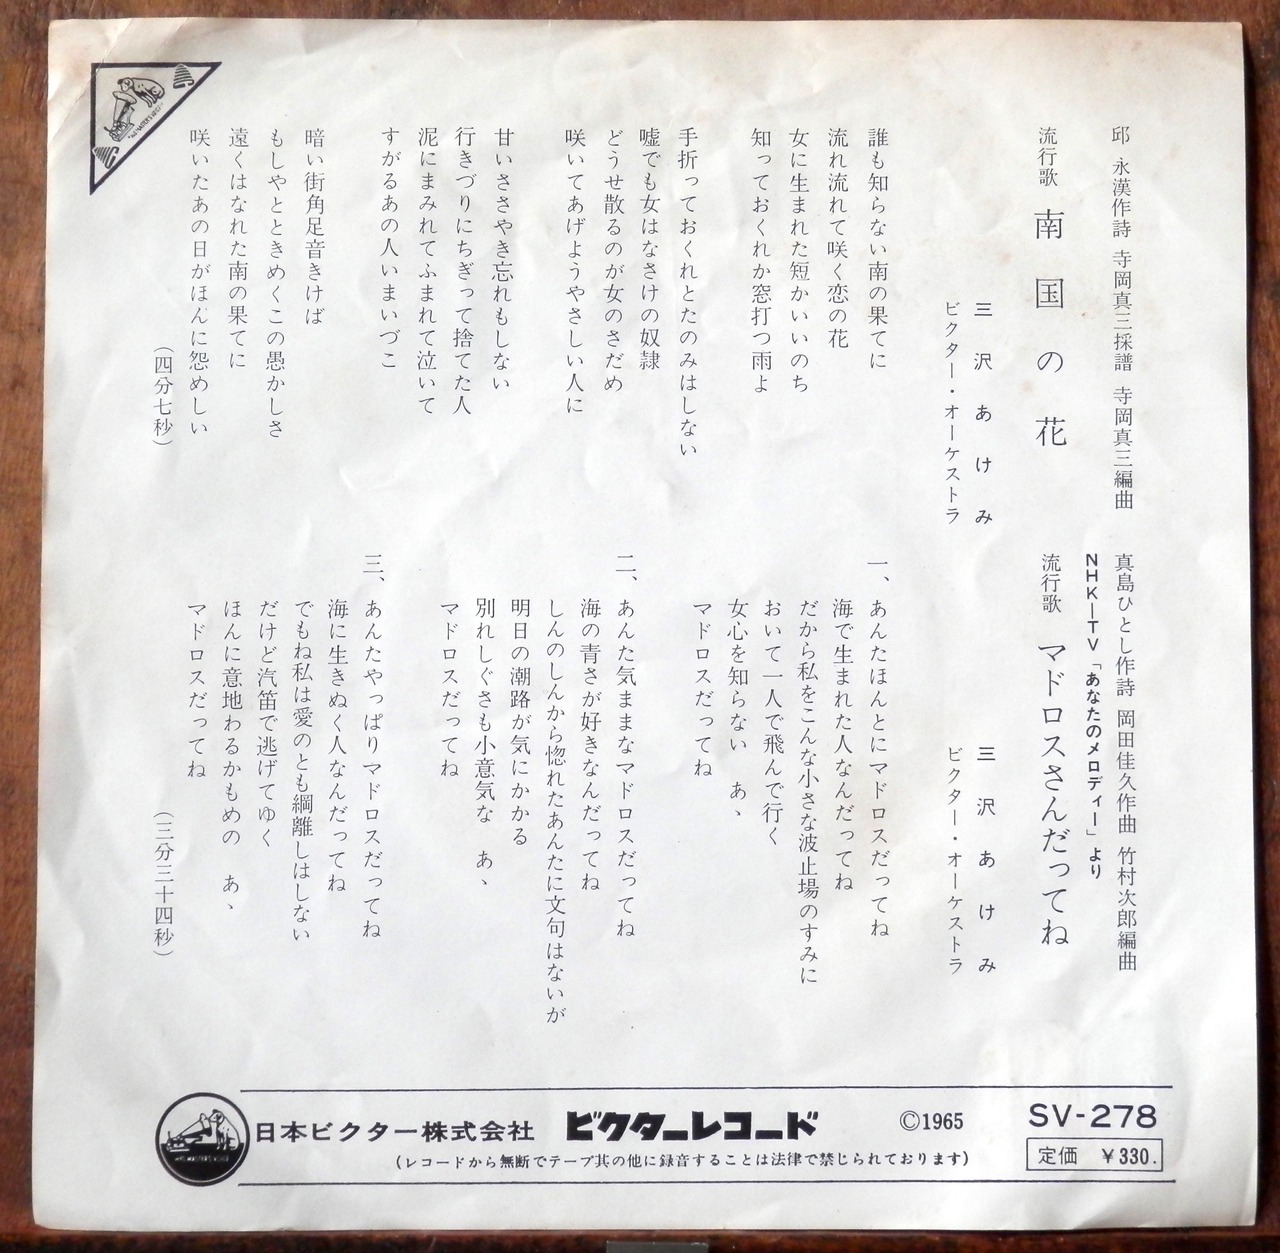 邱 永漢作詩 寺岡真三採譜 寺岡真三編曲
流行歌 南国の花
三沢あけみ
ビクター・オーケストラ
誰も知らない南の果てに
流れ流れて咲く恋の花
女に生まれた短かいいのち
知っておくれか窓打つ雨よ
手折っておくれとたのみはしない
嘘でも女はなさけの奴隷
どうせ散るのが女のさだめ
咲いてあげようやさしい人に
甘いささやき忘れもしない
行きづりにちぎって捨てた人
泥にまみれてふまれて泣いて
すがるあの人いまいづこ
暗い街角足音きけば
もしやとときめくこの愚かしさ
遠くはなれた南の果てに
咲いたあの日がほんに怨めしい
(四分七秒)
真島ひとし作詩 岡田佳久作曲 竹村次郎編曲
NHK-TV「あなたのメロディー」より
流行歌 マドロスさんだってね
三沢あけみ
ビクター・オーケストラ
一、あんたほんとにマドロスだってね
海で生まれた人なんだってね
だから私をこんな小さな波止場のすみに
おいて一人で飛んで行く
女心を知らない あゝ
マドロスだってね
二、あんた気ままなマドロスだってね
海の青さが好きなんだってね
しんのしんから惚れたあんたに文句はないが
明日の潮路が気にかかる
別れしぐさも小意気な あゝ
マドロスだってね
三、あんたやっぱりマドロスだってね
海に生きぬく人なんだってね
でもね私は愛のとも綱離しはしない
だけど汽笛で逃げてゆく
ほんに意地わるかもめの あゝ
マドロスだってね
(三分三十四秒)
日本ビクター株式会社 ビクターレコード ©1965 SV-278
(レコードから無断でテープ其の他に録音することは法律で禁じられております) 定価 ¥330.